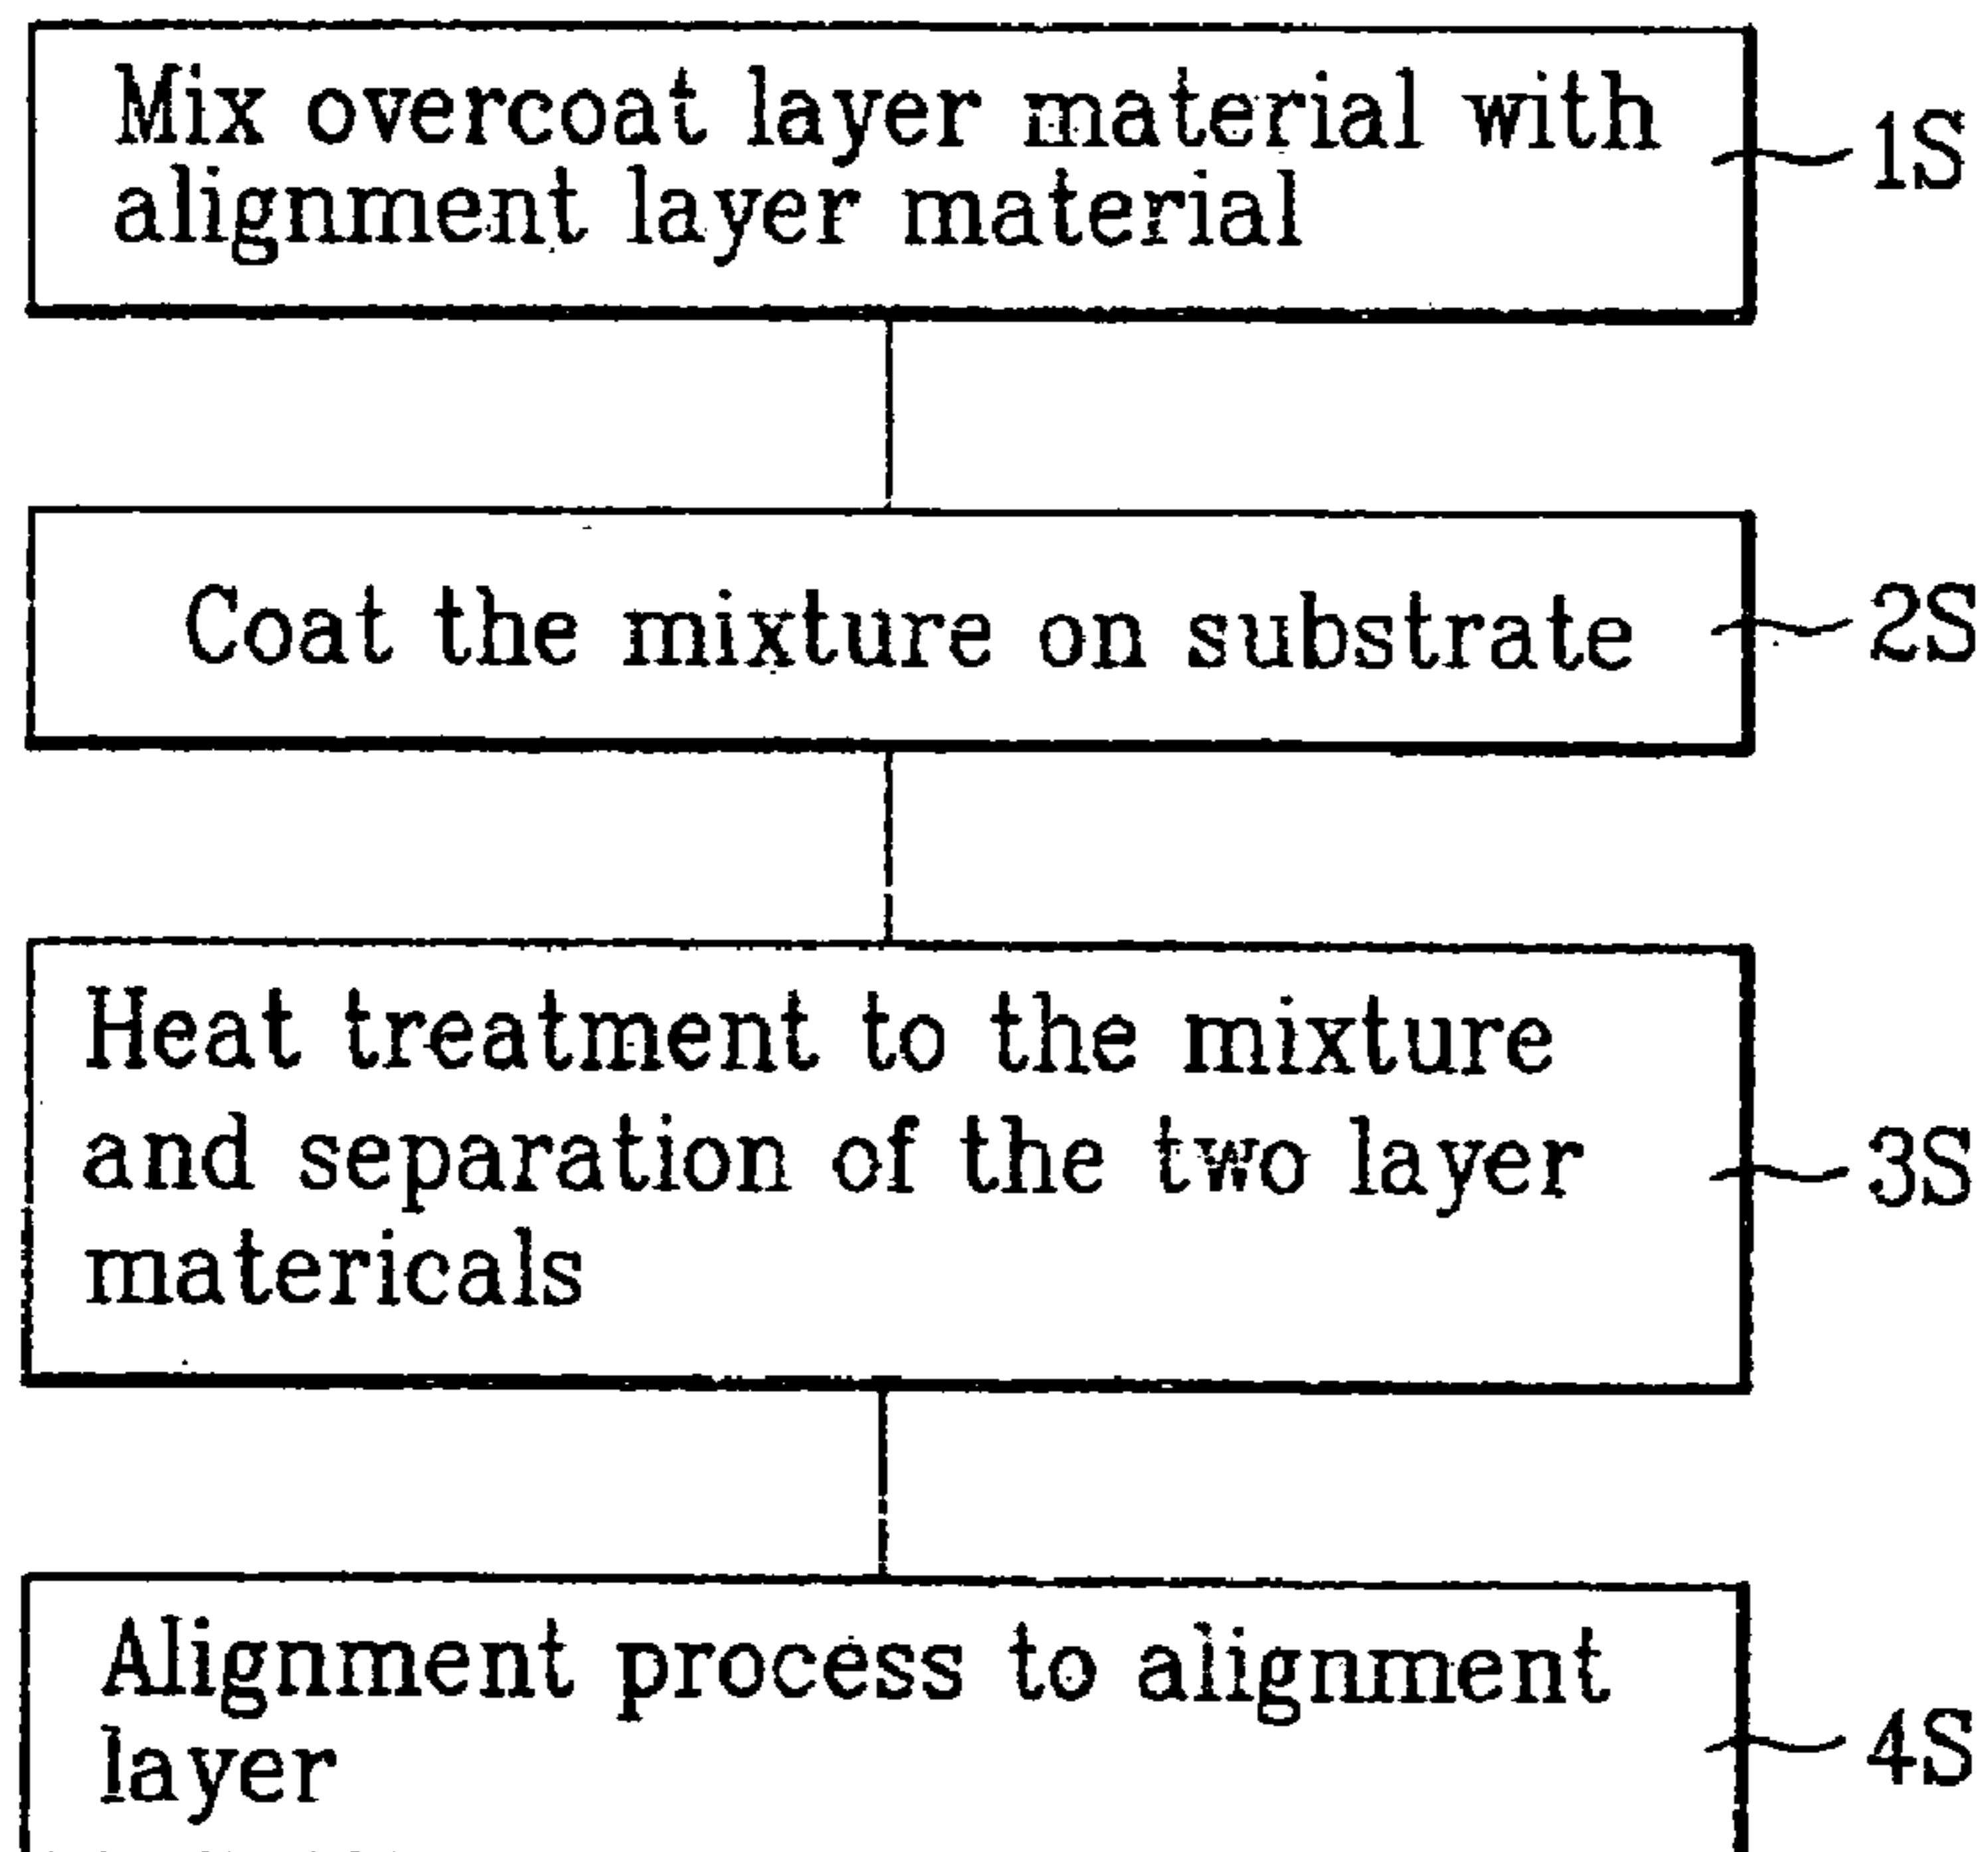 Mix overcoat layer material with
alignment layer material
1S
Coat the mixture on substrate
2S
Heat treatment to the mixture
and separation of the two layer
matericals
3S
Alignment process to alignment
layer
4S